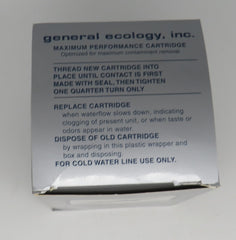 general ecology, inc.
MAXIMUM PERFORMANCE CARTRIDGE
Optimized for maximum contaminant removal
THREAD NEW CARTRIDGE INTO
PLACE UNTIL CONTACT IS FIRST
MADE WITH SEAL, THEN TIGHTEN
ONE QUARTER TURN ONLY
REPLACE CARTRIDGE
when waterflow slows down, indicating
clogging of present unit, or when taste or
odors appear in water.
DISPOSE OF OLD CARTRIDGE
by wrapping in this plastic wrapper and
box and disposing.
FOR COLD WATER LINE USE ONLY.